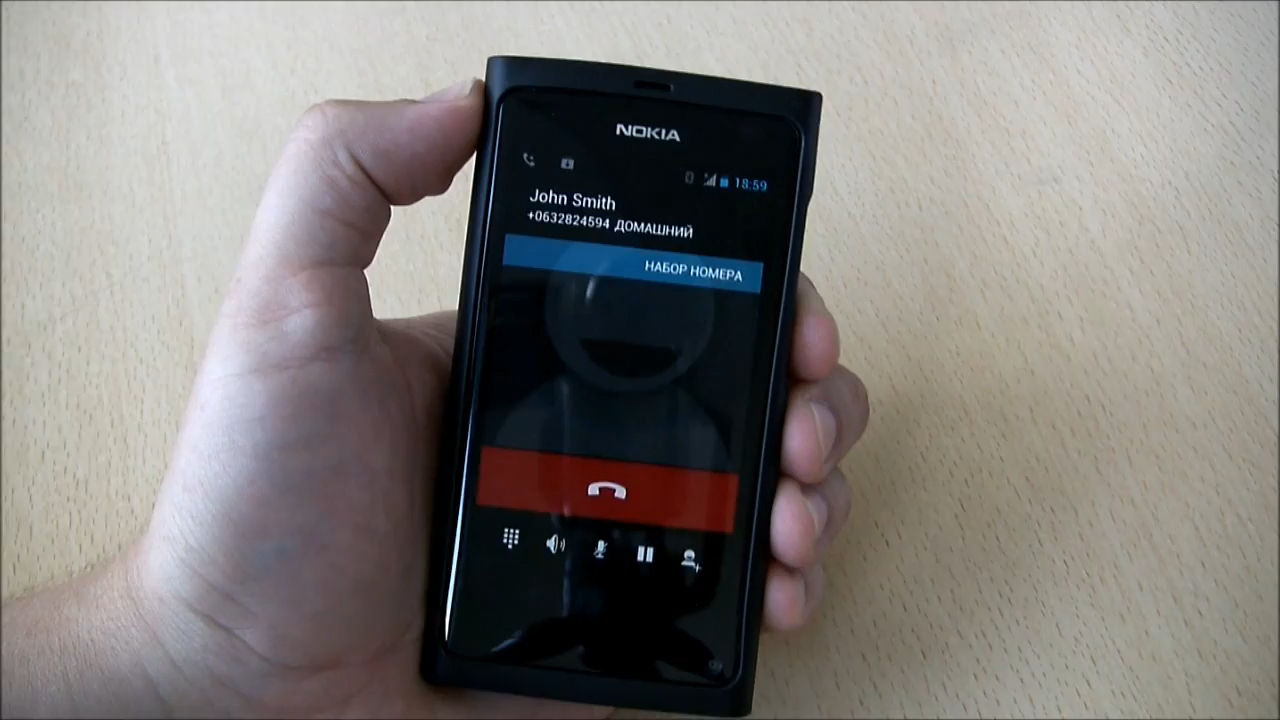 NOKIA
18:59
John Smith
+0632824594 ДОМАШНИЙ
НАБОР НОМЕРА